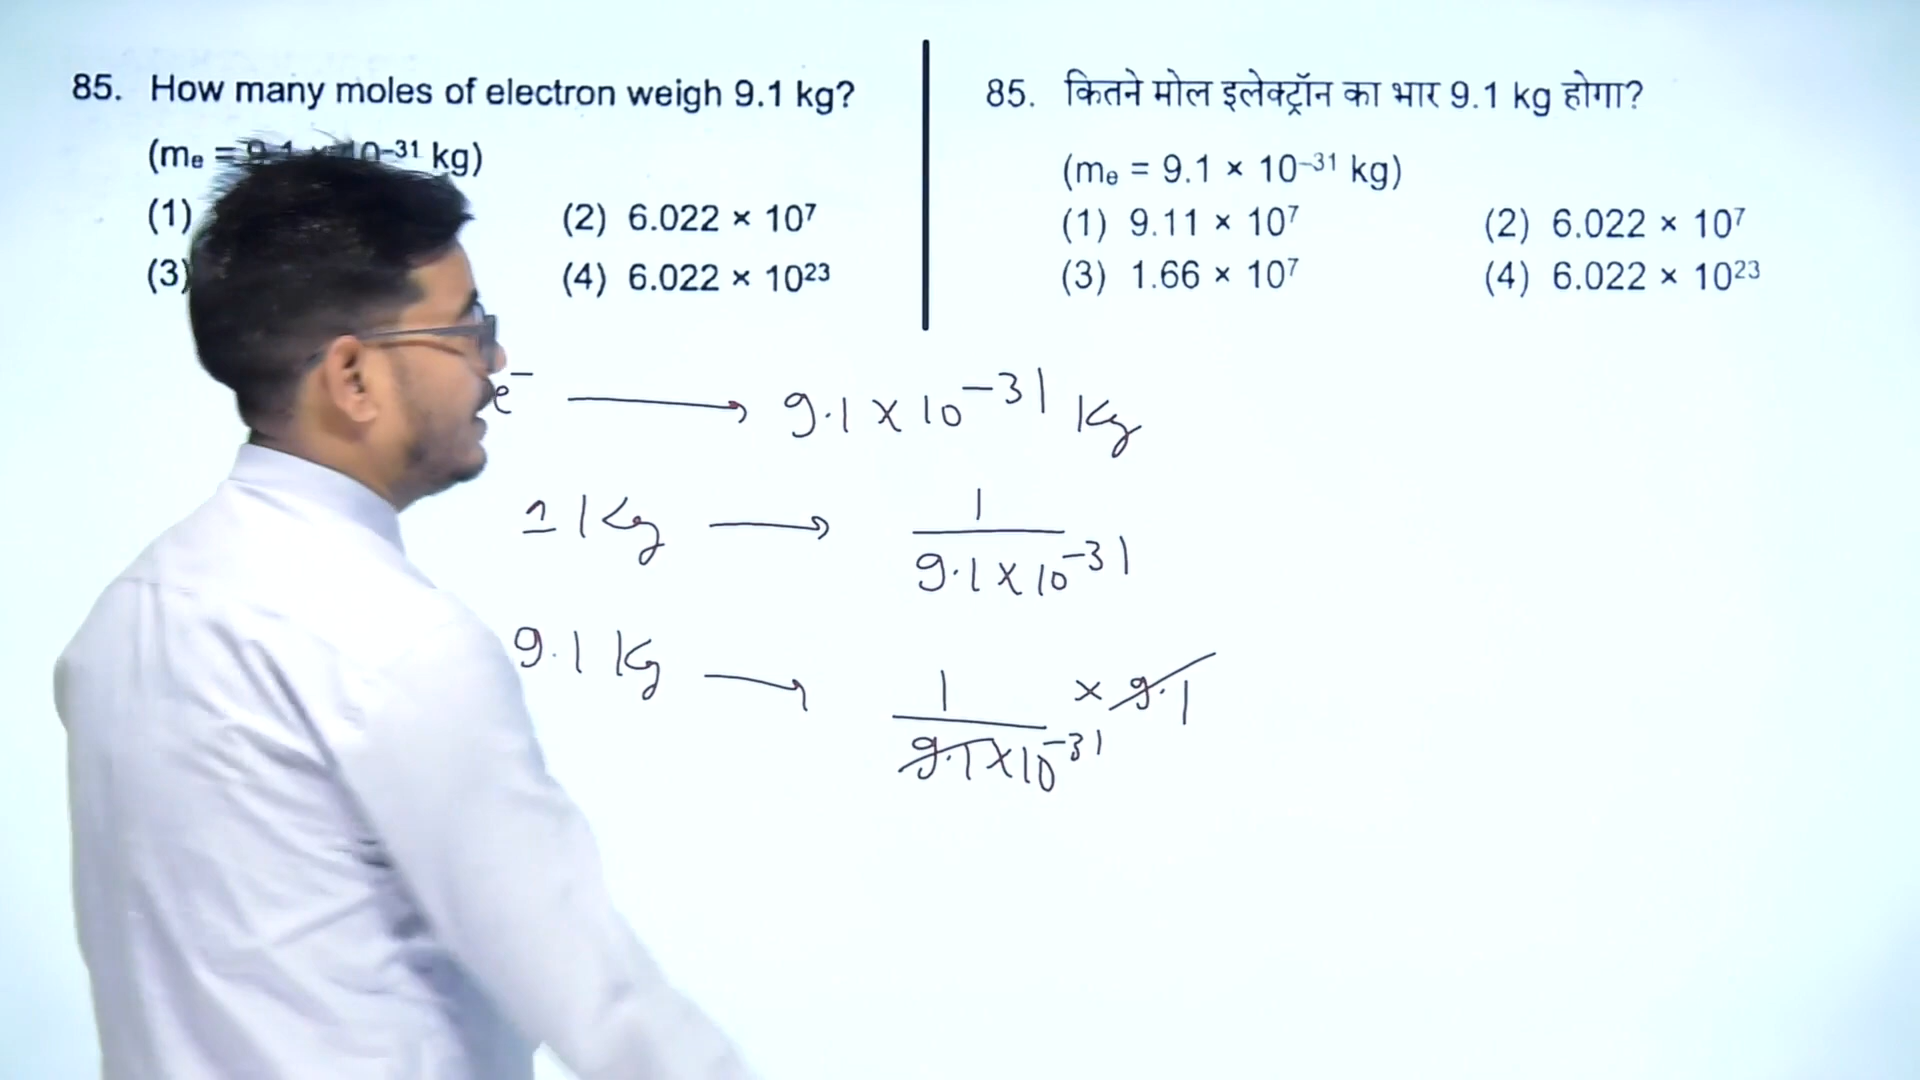 85. How many moles of electron weigh 9.1 kg?
(mₑ = 9.1 × 10⁻³¹ kg)
(1)
(2) 6.022 × 10⁷
(3)
(4) 6.022 × 10²³
85. कितने मोल इलेक्ट्रॉन का भार 9.1 kg होगा?
(mₑ = 9.1 × 10⁻³¹ kg)
(1) 9.11 × 10⁷ (2) 6.022 × 10⁷
(3) 1.66 × 10⁷ (4) 6.022 × 10²³
e⁻ ⟶ 9.1 × 10⁻³¹ Kg
1 Kg ⟶ 1
9.1 × 10⁻³¹
9.1 Kg ⟶ 1 × 9.1
9.1 × 10⁻³¹